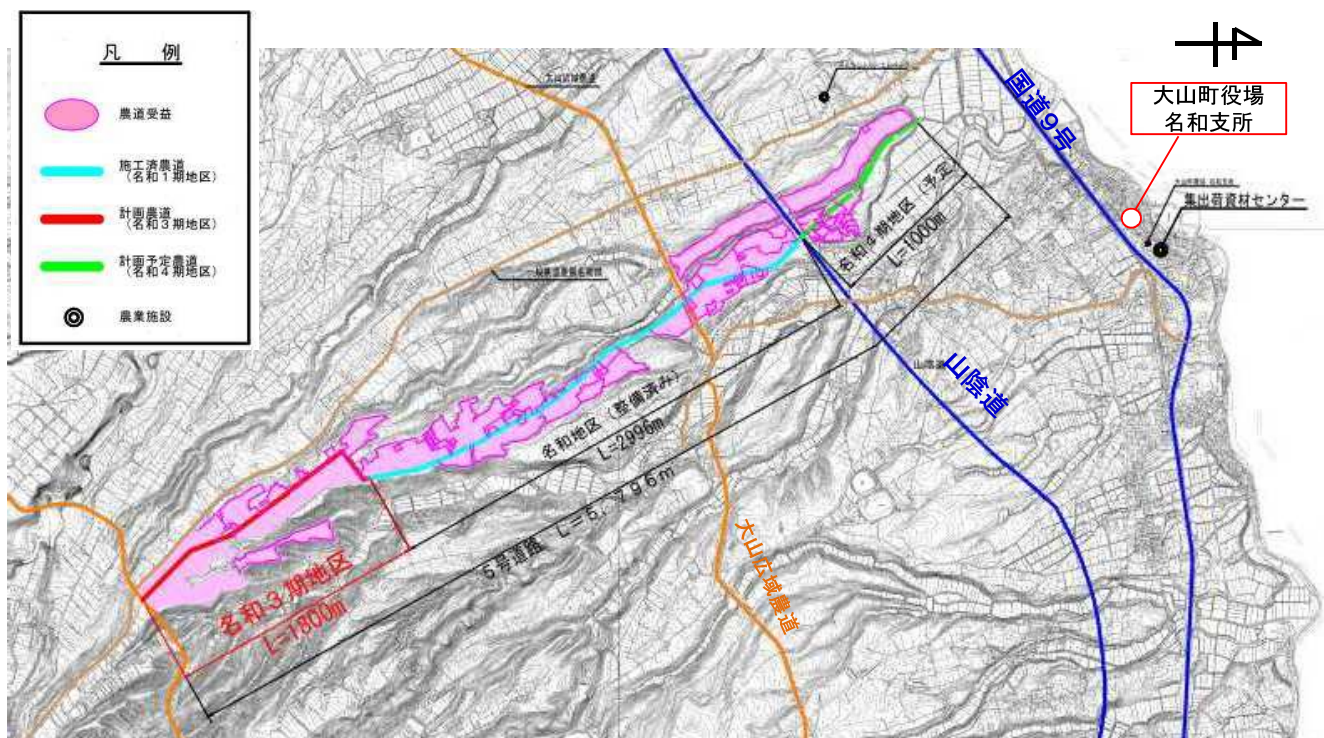 凡　例
農道受益
施工済農道
(名和1期地区)
計画農道
(名和3期地区)
計画予定農道
(名和4期地区)
農業施設
国道9号
大山町役場
名和支所
集出荷資材センター
名和4期地区（予定）
L=1000m
山陰道
名和地区（整備済み）
L=2996m
5号道路　L=5,796m
大山広域農道
名和3期地区
L=1800m